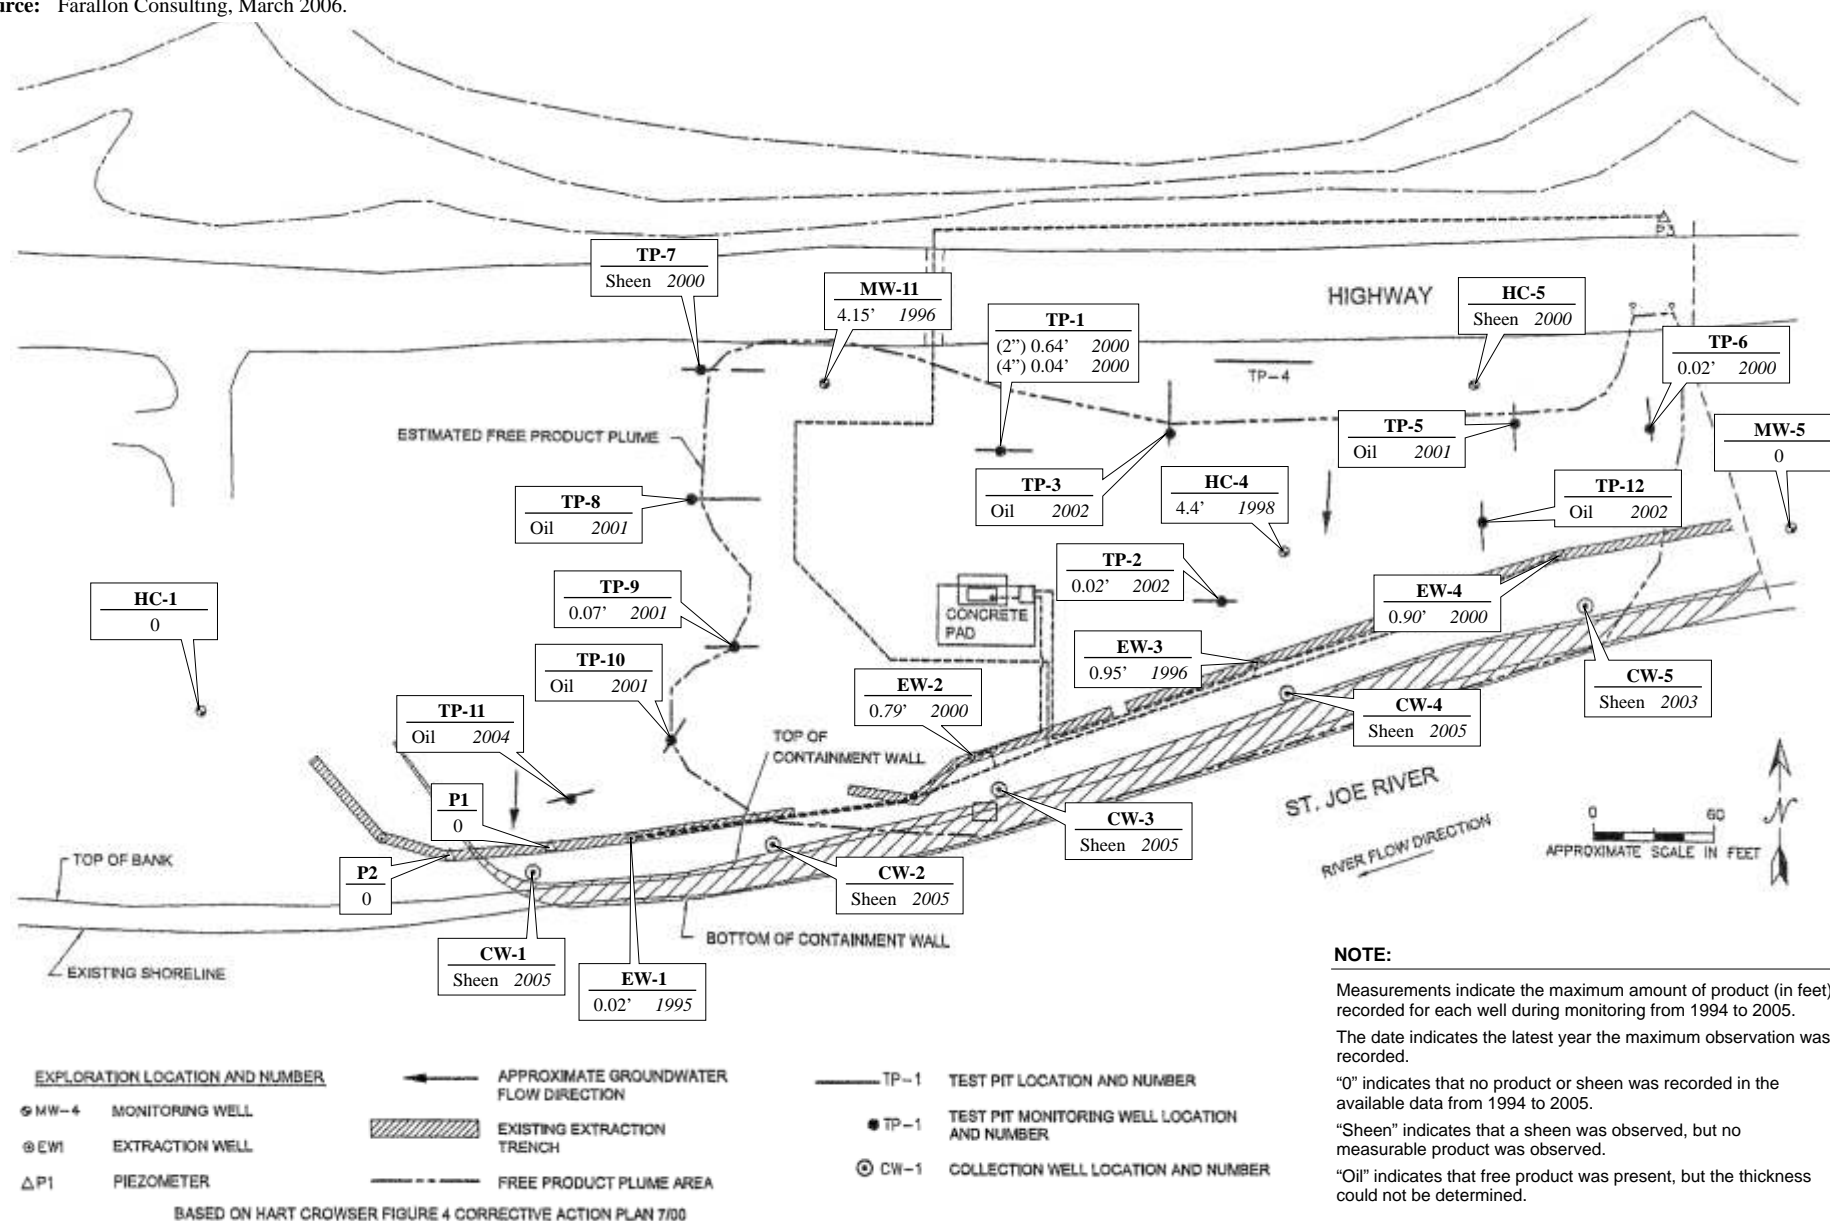 urce: Farallon Consulting, March 2006.
P3
TP-7
Sheen 2000
MW-11
4.15’ 1996
HIGHWAY
HC-5
Sheen 2000
TP-1
(2”) 0.64’ 2000
(4”) 0.04’ 2000
TP-6
0.02’ 2000
TP-4
ESTIMATED FREE PRODUCT PLUME
TP-5
Oil 2001
MW-5
0
TP-3
Oil 2002
HC-4
4.4’ 1998
TP-12
Oil 2002
TP-8
Oil 2001
TP-2
0.02’ 2002
TP-9
0.07’ 2001
HC-1
0
EW-4
0.90’ 2000
CONCRETE
PAD
EW-3
0.95’ 1996
TP-10
Oil 2001
EW-2
0.79’ 2000
CW-5
Sheen 2003
TP-11
Oil 2004
CW-4
Sheen 2005
TOP OF
CONTAINMENT WALL
P1
0
ST. JOE RIVER
CW-3
Sheen 2005
N
0 60
APPROXIMATE SCALE IN FEET
RIVER FLOW DIRECTION
TOP OF BANK
P2
0
CW-2
Sheen 2005
BOTTOM OF CONTAINMENT WALL
CW-1
Sheen 2005
EXISTING SHORELINE
EW-1
0.02’ 1995
NOTE:
Measurements indicate the maximum amount of product (in feet)
recorded for each well during monitoring from 1994 to 2005.
The date indicates the latest year the maximum observation was
recorded.
“0” indicates that no product or sheen was recorded in the
available data from 1994 to 2005.
“Sheen” indicates that a sheen was observed, but no
measurable product was observed.
“Oil” indicates that free product was present, but the thickness
could not be determined.
EXPLORATION LOCATION AND NUMBER
MW-4 MONITORING WELL
EW1 EXTRACTION WELL
P1 PIEZOMETER
APPROXIMATE GROUNDWATER
FLOW DIRECTION
EXISTING EXTRACTION
TRENCH
FREE PRODUCT PLUME AREA
TP-1 TEST PIT LOCATION AND NUMBER
TP-1 TEST PIT MONITORING WELL LOCATION
AND NUMBER
CW-1 COLLECTION WELL LOCATION AND NUMBER
BASED ON HART CROWSER FIGURE 4 CORRECTIVE ACTION PLAN 7/00